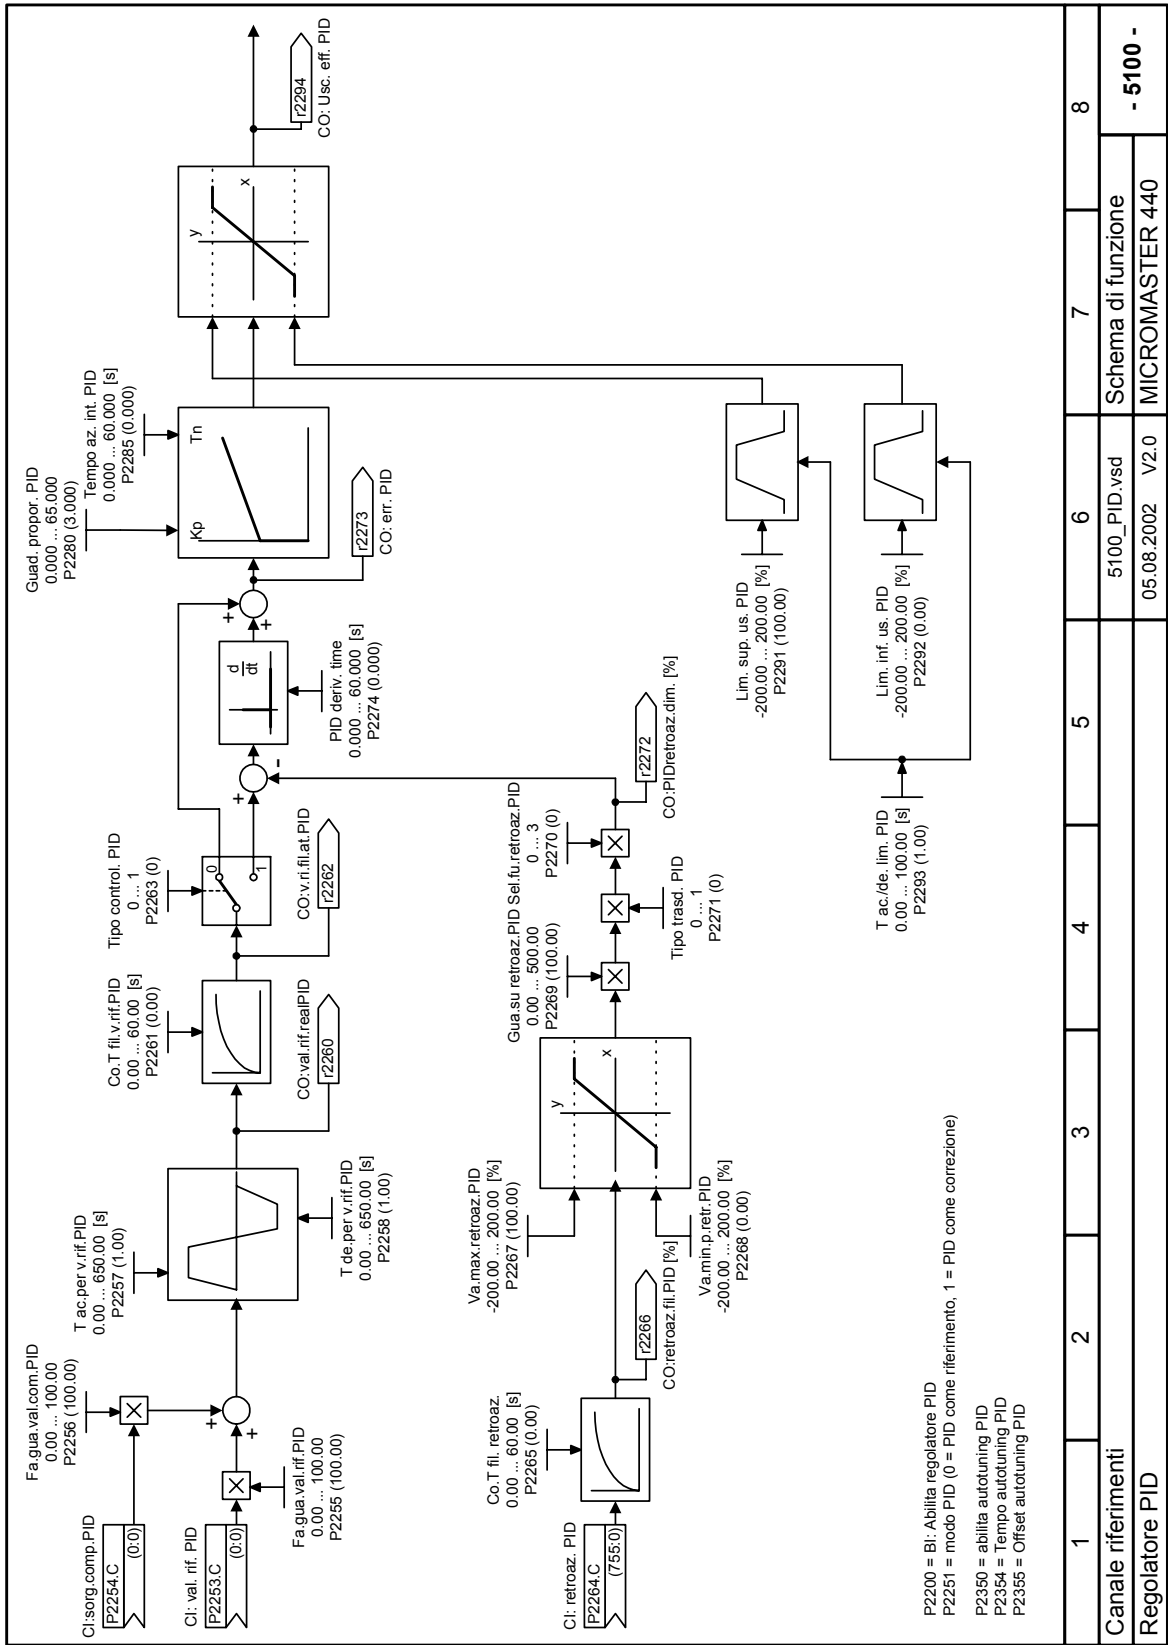 CI:sorg.comp.PID
P2254.C
(0:0)
Fa.gua.val.com.PID
0.00 ... 100.00
P2256 (100.00)
CI: val. rif. PID
P2253.C
(0:0)
Fa.gua.val.rif.PID
0.00 ... 100.00
P2255 (100.00)
+
+
T ac.per v.rif.PID
0.00 ... 650.00 [s]
P2257 (1.00)
T de.per v.rif.PID
0.00 ... 650.00 [s]
P2258 (1.00)
Co.T fil.v.rif.PID
0.00 ... 60.00 [s]
P2261 (0.00)
CO:val.rif.realPID
r2260
Tipo control. PID
0 ... 1
P2263 (0)
0
1
CO:v.ri.fil.at.PID
r2262
+
-
d
dt
PID deriv. time
0.000 ... 60.000 [s]
P2274 (0.000)
+
+
Guad. propor. PID
0.000 ... 65.000
P2280 (3.000)
Tempo az. int. PID
0.000 ... 60.000 [s]
P2285 (0.000)
Kp
Tn
r2273
CO: err. PID
y
x
r2294
CO: Usc. eff. PID
CI: retroaz. PID
P2264.C
(755:0)
Co.T fil. retroaz.
0.00 ... 60.00 [s]
P2265 (0.00)
r2266
CO:retroaz.fil.PID [%]
Va.max.retroaz.PID
-200.00 ... 200.00 [%]
P2267 (100.00)
Va.min.p.retr.PID
-200.00 ... 200.00 [%]
P2268 (0.00)
y
x
Gua.su retroaz.PID
0.00 ... 500.00
P2269 (100.00)
Sel.fu.retroaz.PID
0 ... 3
P2270 (0)
Tipo trasd. PID
0 ... 1
P2271 (0)
r2272
CO:PIDretroaz.dim. [%]
Lim. sup. us. PID
-200.00 ... 200.00 [%]
P2291 (100.00)
Lim. inf. us. PID
-200.00 ... 200.00 [%]
P2292 (0.00)
T ac./de. lim. PID
0.00 ... 100.00 [s]
P2293 (1.00)
P2200 = BI: Abilita regolatore PID
P2251 = modo PID (0 = PID come riferimento, 1 = PID come correzione)
P2350 = abilita autotuning PID
P2354 = Tempo autotuning PID
P2355 = Offset autotuning PID
1 2 3 4 5 6 7 8
Canale riferimenti 5100_PID.vsd Schema di funzione - 5100 -
Regolatore PID 05.08.2002 V2.0 MICROMASTER 440